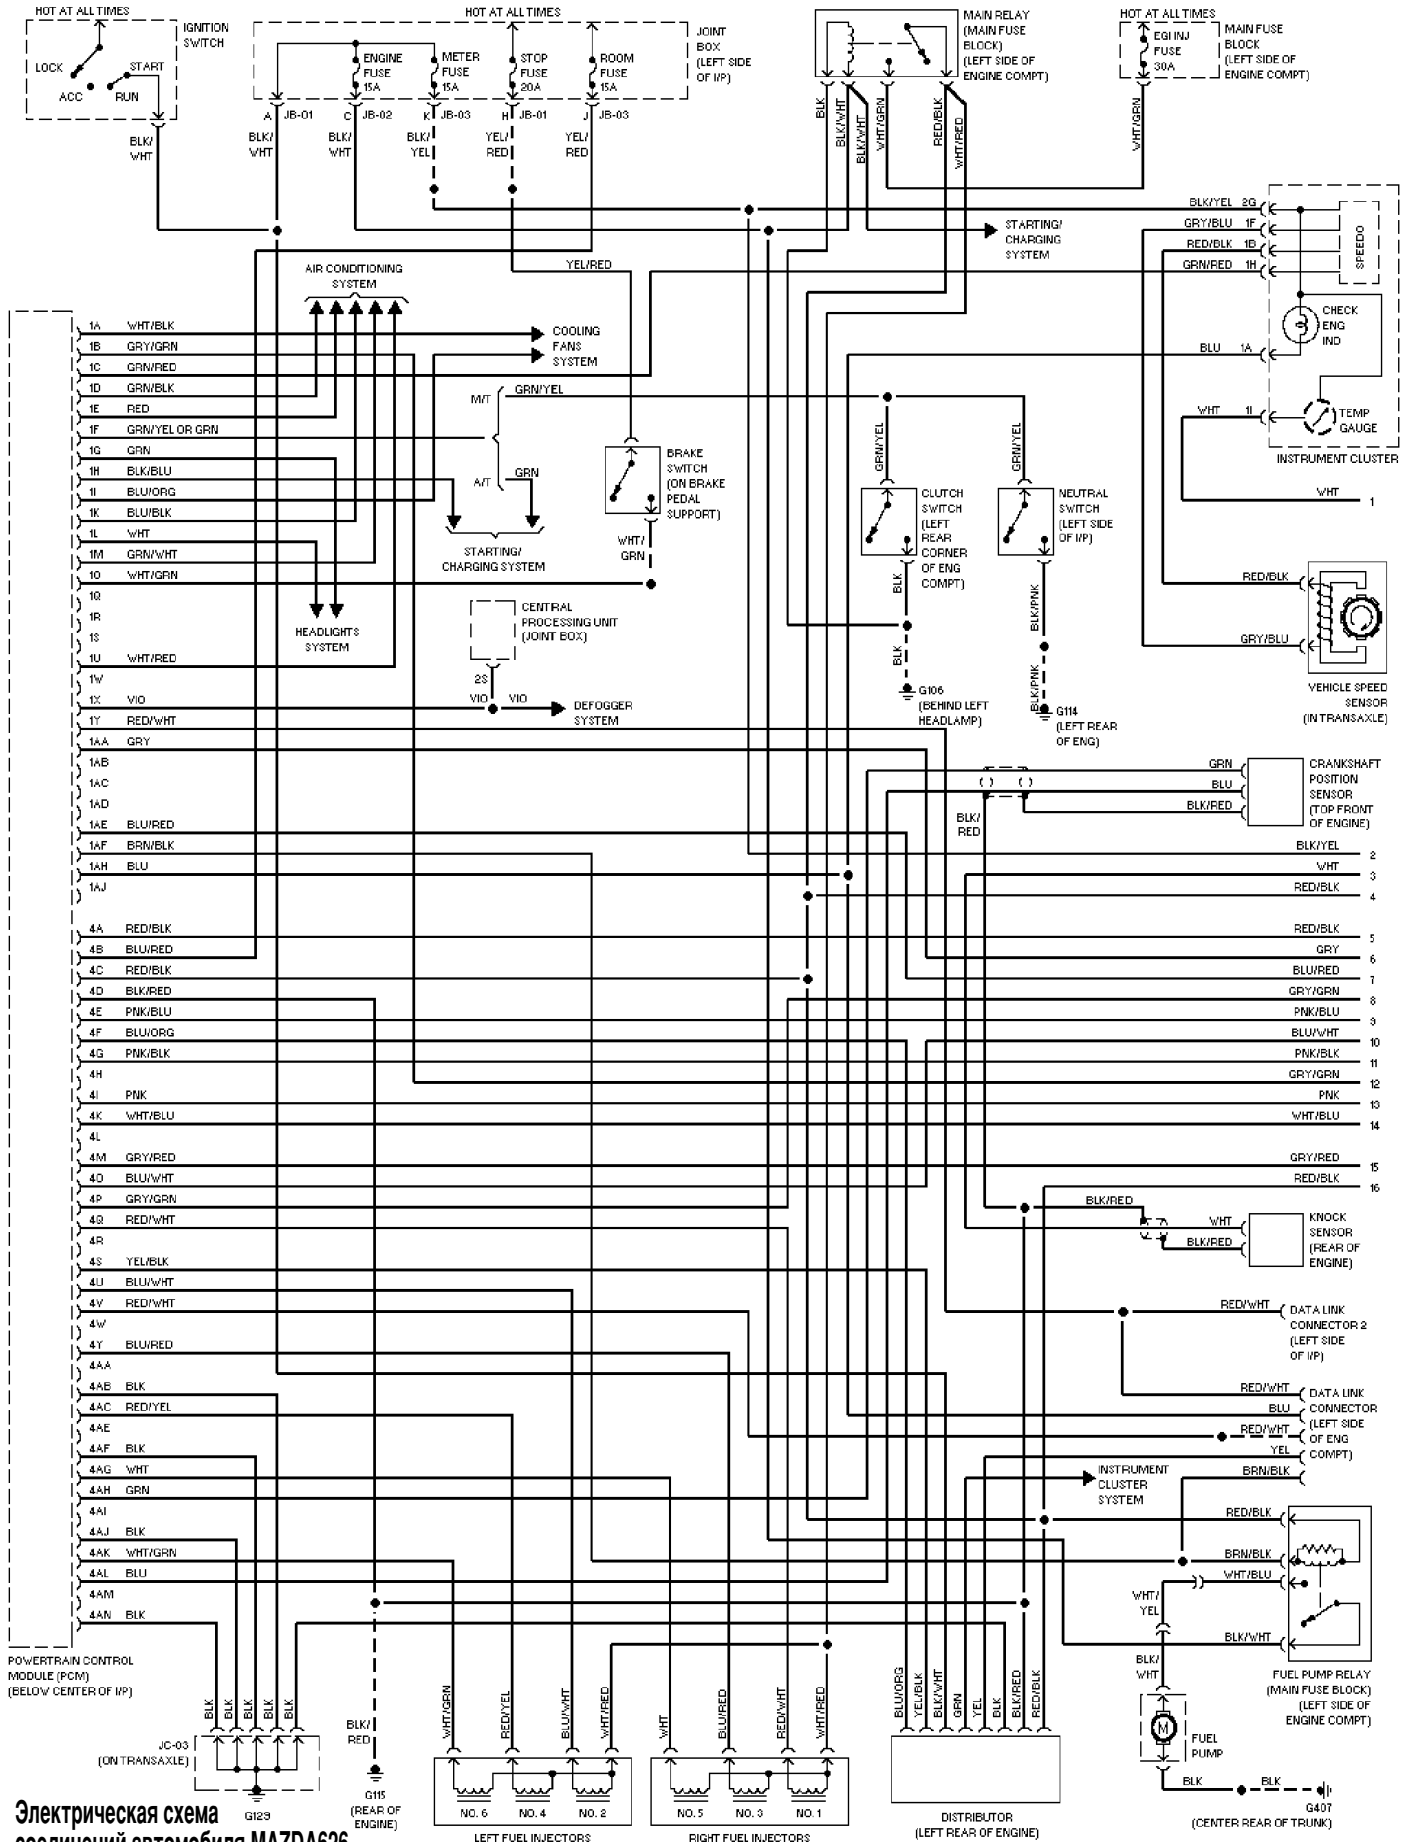 HOT AT ALL TIMES
IGNITION
SWITCH
LOCK
START
ACC
RUN
BLK/
WHT
HOT AT ALL TIMES
JOINT
BOX
(LEFT SIDE
OF I/P)
ENGINE
FUSE
15A
METER
FUSE
15A
STOP
FUSE
20A
ROOM
FUSE
15A
A JB-01
C JB-02
K JB-03
H JB-01
J JB-03
BLK/
WHT
BLK/
WHT
BLK/
YEL
YEL/
RED
YEL/
RED
MAIN RELAY
(MAIN FUSE
BLOCK)
(LEFT SIDE OF
ENGINE COMPT)
BLK
BLK/WHT
BLK/WHT
WHT/GRN
RED/BLK
WHT/RED
HOT AT ALL TIMES
EGI INJ
FUSE
30A
MAIN FUSE
BLOCK
(LEFT SIDE OF
ENGINE COMPT)
WHT/GRN
STARTING/
CHARGING
SYSTEM
BLK/YEL 2G
GRY/BLU 1F
RED/BLK 1B
GRN/RED 1H
SPEEDO
CHECK
ENG
IND
BLU 1A
WHT 1I
TEMP
GAUGE
INSTRUMENT CLUSTER
WHT 1
YEL/RED
AIR CONDITIONING
SYSTEM
COOLING
FANS
SYSTEM
1A WHT/BLK
1B GRY/GRN
1C GRN/RED
1D GRN/BLK
1E RED
1F GRN/YEL OR GRN
1G GRN
1H BLK/BLU
1I BLU/ORG
1K BLU/BLK
1L WHT
1M GRN/WHT
1O WHT/GRN
1Q
1R
1S
1U WHT/RED
1W
1X VIO
1Y RED/WHT
1AA GRY
1AB
1AC
1AD
1AE BLU/RED
1AF BRN/BLK
1AH BLU
1AJ
4A RED/BLK
4B BLU/RED
4C RED/BLK
4D BLK/RED
4E PNK/BLU
4F BLU/ORG
4G PNK/BLK
4H
4I PNK
4K WHT/BLU
4L
4M GRY/RED
4O BLU/WHT
4P GRY/GRN
4Q RED/WHT
4R
4S YEL/BLK
4U BLU/WHT
4V RED/WHT
4W
4Y BLU/RED
4AA
4AB BLK
4AC RED/YEL
4AE
4AF BLK
4AG WHT
4AH GRN
4AI
4AJ BLK
4AK WHT/GRN
4AL BLU
4AM
4AN BLK
POWERTRAIN CONTROL
MODULE (PCM)
(BELOW CENTER OF I/P)
M/T
GRN/YEL
A/T
GRN
STARTING/
CHARGING SYSTEM
HEADLIGHTS
SYSTEM
BRAKE
SWITCH
(ON BRAKE
PEDAL
SUPPORT)
WHT/
GRN
CENTRAL
PROCESSING UNIT
(JOINT BOX)
2S
VIO
VIO
DEFOGGER
SYSTEM
GRN/YEL
CLUTCH
SWITCH
(LEFT
REAR
CORNER
OF ENG
COMPT)
BLK
BLK
G106
(BEHIND LEFT
HEADLAMP)
GRN/YEL
NEUTRAL
SWITCH
(LEFT SIDE
OF I/P)
BLK/PNK
BLK/PNK
G114
(LEFT REAR
OF ENG)
RED/BLK
GRY/BLU
VEHICLE SPEED
SENSOR
(IN TRANSAXLE)
GRN
BLU
BLK/RED
CRANKSHAFT
POSITION
SENSOR
(TOP FRONT
OF ENGINE)
BLK/
RED
BLK/YEL 2
WHT 3
RED/BLK 4
RED/BLK 5
GRY 6
BLU/RED 7
GRY/GRN 8
PNK/BLU 9
BLU/WHT 10
PNK/BLK 11
GRY/GRN 12
PNK 13
WHT/BLU 14
GRY/RED 15
RED/BLK 16
BLK/RED
WHT
BLK/RED
KNOCK
SENSOR
(REAR OF
ENGINE)
RED/WHT
DATA LINK
CONNECTOR 2
(LEFT SIDE
OF I/P)
RED/WHT
BLU
RED/WHT
YEL
BRN/BLK
DATA LINK
CONNECTOR
(LEFT SIDE
OF ENG
COMPT)
INSTRUMENT
CLUSTER
SYSTEM
RED/BLK
BRN/BLK
WHT/BLU
BLK/WHT
WHT/
YEL
BLK/
WHT
FUEL PUMP RELAY
(MAIN FUSE BLOCK)
(LEFT SIDE OF
ENGINE COMPT)
M
FUEL
PUMP
BLK
BLK
G407
(CENTER REAR OF TRUNK)
BLK
BLK
BLK
BLK
BLK
JC-03
(ON TRANSAXLE)
G129
BLK/
RED
G115
(REAR OF
ENGINE)
WHT/GRN
RED/YEL
BLU/WHT
WHT/RED
NO. 6
NO. 4
NO. 2
LEFT FUEL INJECTORS
WHT
BLU/RED
RED/WHT
WHT/RED
NO. 5
NO. 3
NO. 1
RIGHT FUEL INJECTORS
BLU/ORG
YEL/BLK
BLK/WHT
GRN
YEL
BLK
BLK/RED
RED/BLK
DISTRIBUTOR
(LEFT REAR OF ENGINE)
Электрическая схема
соединений автомобиля MAZDA626